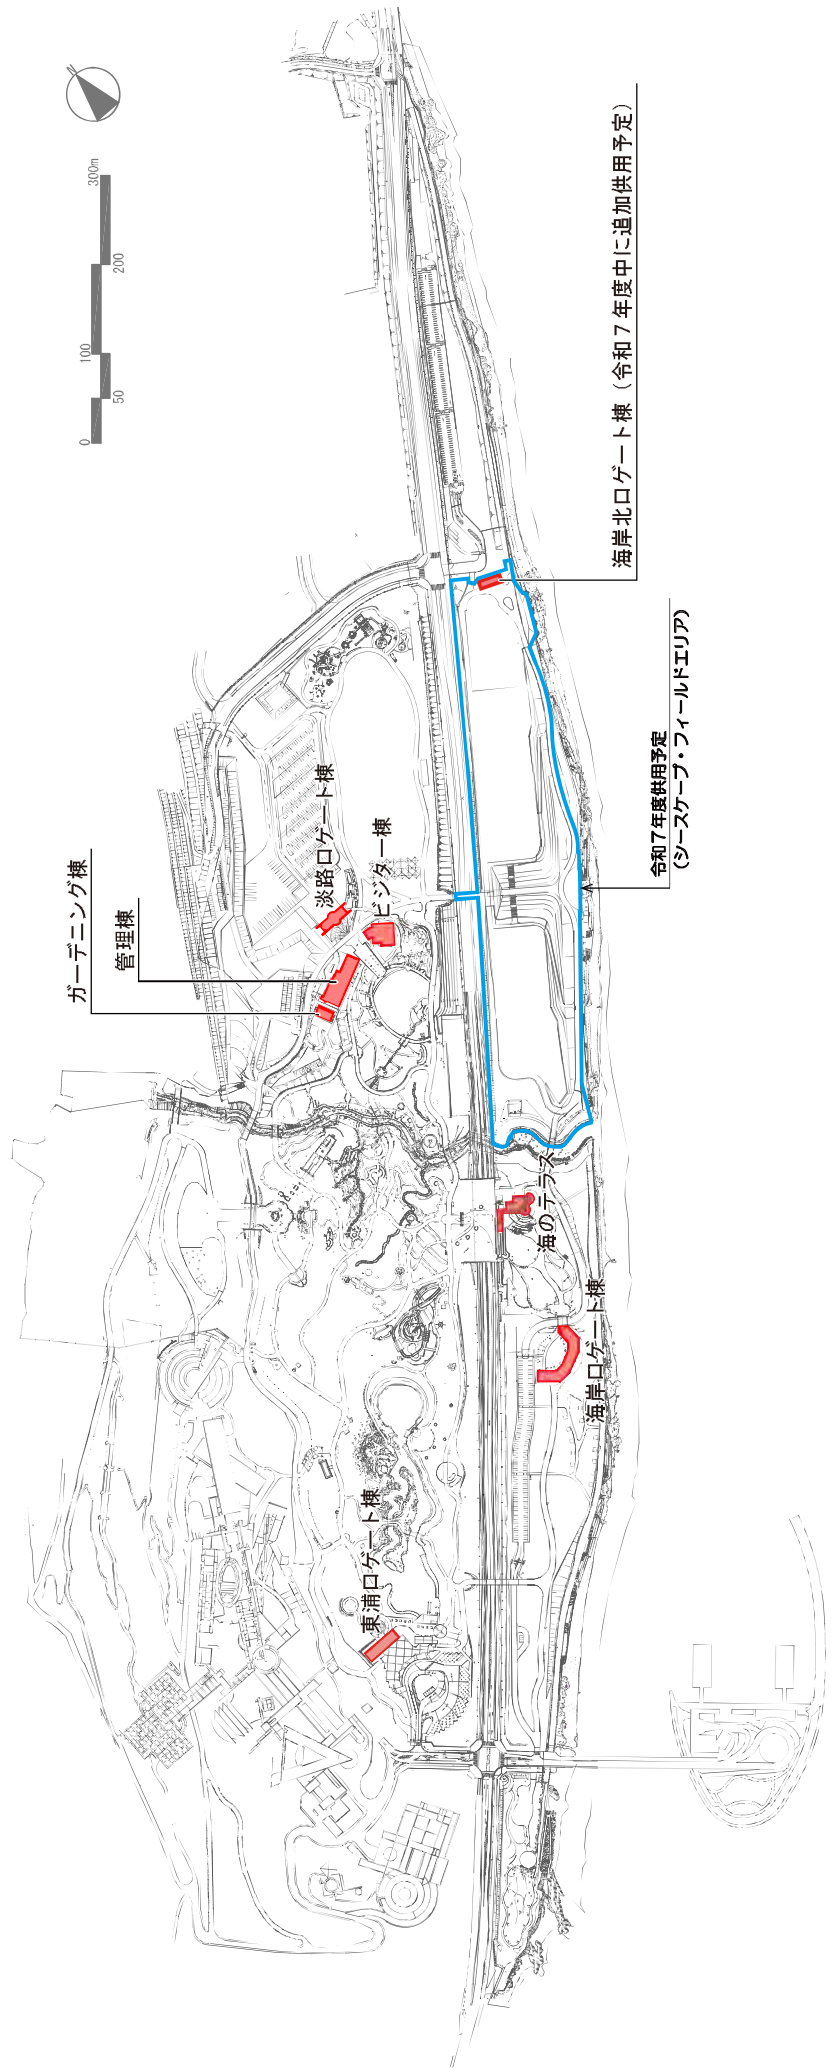 N
0
50
100
200
300m
海岸北口ゲート棟（令和７年度中に追加供用予定）
令和７年度供用予定
（シースケープ・フィールドエリア）
ガーデニング棟
管理棟
淡路口ゲート棟
ビジター棟
海のテラス
海岸口ゲート棟
東浦口ゲート棟